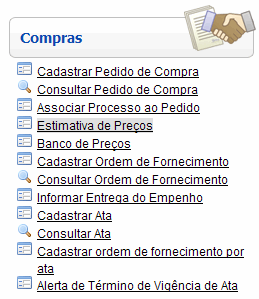 Compras
Cadastrar Pedido de Compra
Consultar Pedido de Compra
Associar Processo ao Pedido
Estimativa de Preços
Banco de Preços
Cadastrar Ordem de Fornecimento
Consultar Ordem de Fornecimento
Informar Entrega do Empenho
Cadastrar Ata
Consultar Ata
Cadastrar ordem de fornecimento por
ata
Alerta de Término de Vigência de Ata